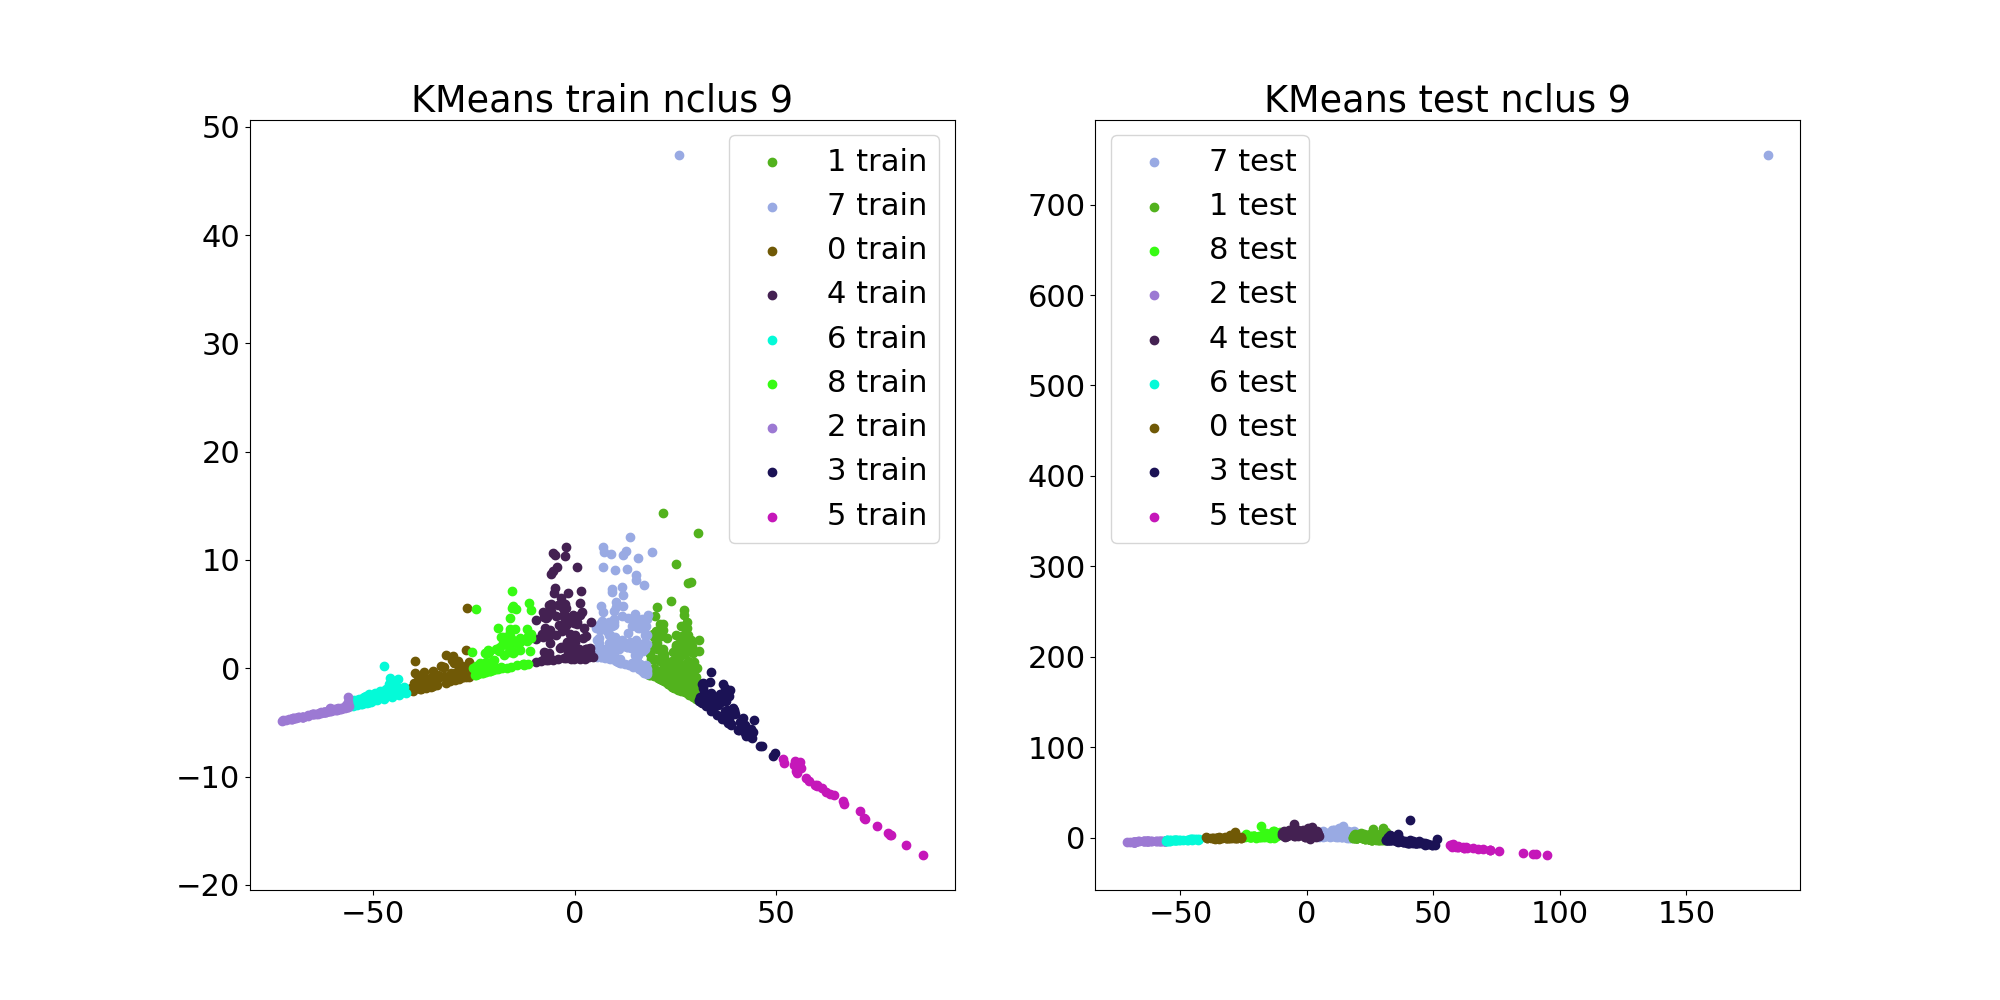 KMeans train nclus 9
50
40
30
20
10
0
−10
−20
−50
0
50
1 train
7 train
0 train
4 train
6 train
8 train
2 train
3 train
5 train
KMeans test nclus 9
700
600
500
400
300
200
100
0
−50
0
50
100
150
7 test
1 test
8 test
2 test
4 test
6 test
0 test
3 test
5 test